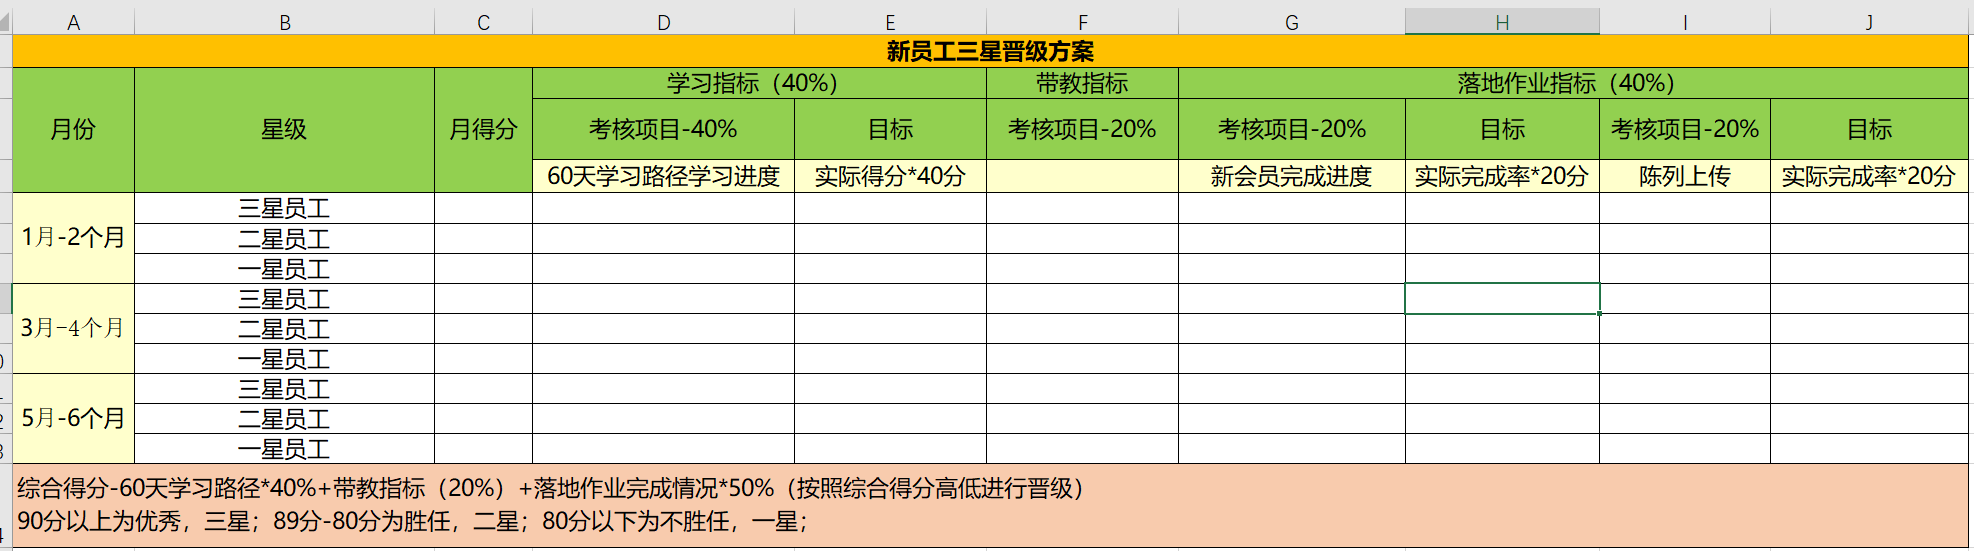 A B C D E F G H I J
新员工三星晋级方案
月份 星级 月得分 学习指标（40%） 带教指标 落地作业指标（40%）
考核项目-40% 目标 考核项目-20% 考核项目-20% 目标 考核项目-20% 目标
60天学习路径学习进度 实际得分*40分 新会员完成进度 实际完成率*20分 陈列上传 实际完成率*20分
1月-2个月 三星员工
二星员工
一星员工
3月-4个月 三星员工
二星员工
一星员工
5月-6个月 三星员工
二星员工
一星员工
综合得分-60天学习路径*40%+带教指标（20%）+落地作业完成情况*50%（按照综合得分高低进行晋级）
90分以上为优秀，三星；89分-80分为胜任，二星；80分以下为不胜任，一星；